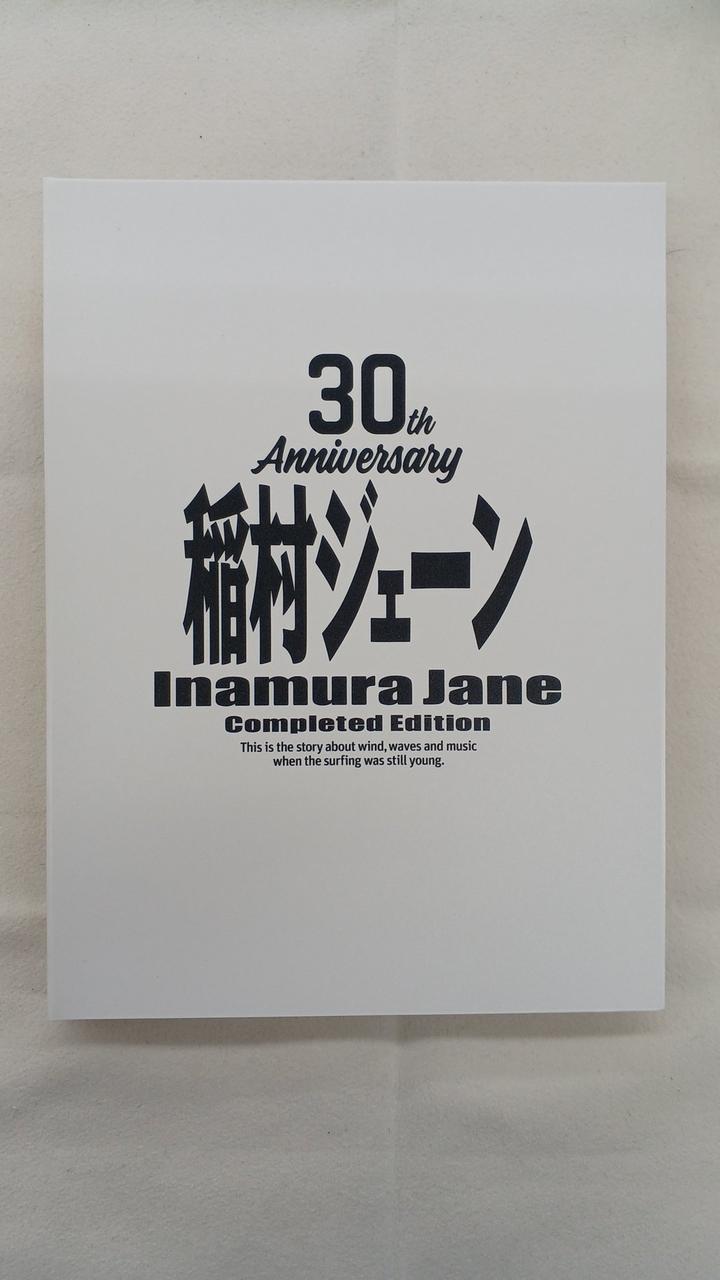 30th
Anniversary
稲村ジェーン
Inamura Jane
Completed Edition
This is the story about wind, waves and music
when the surfing was still young.